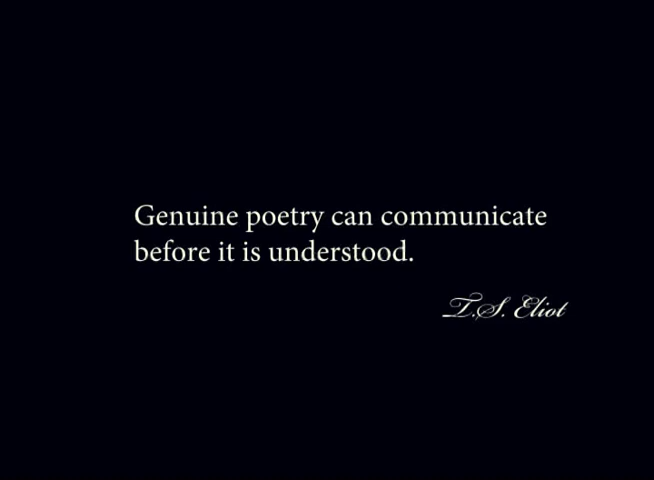 Genuine poetry can communicate
before it is understood.
T.S. Eliot